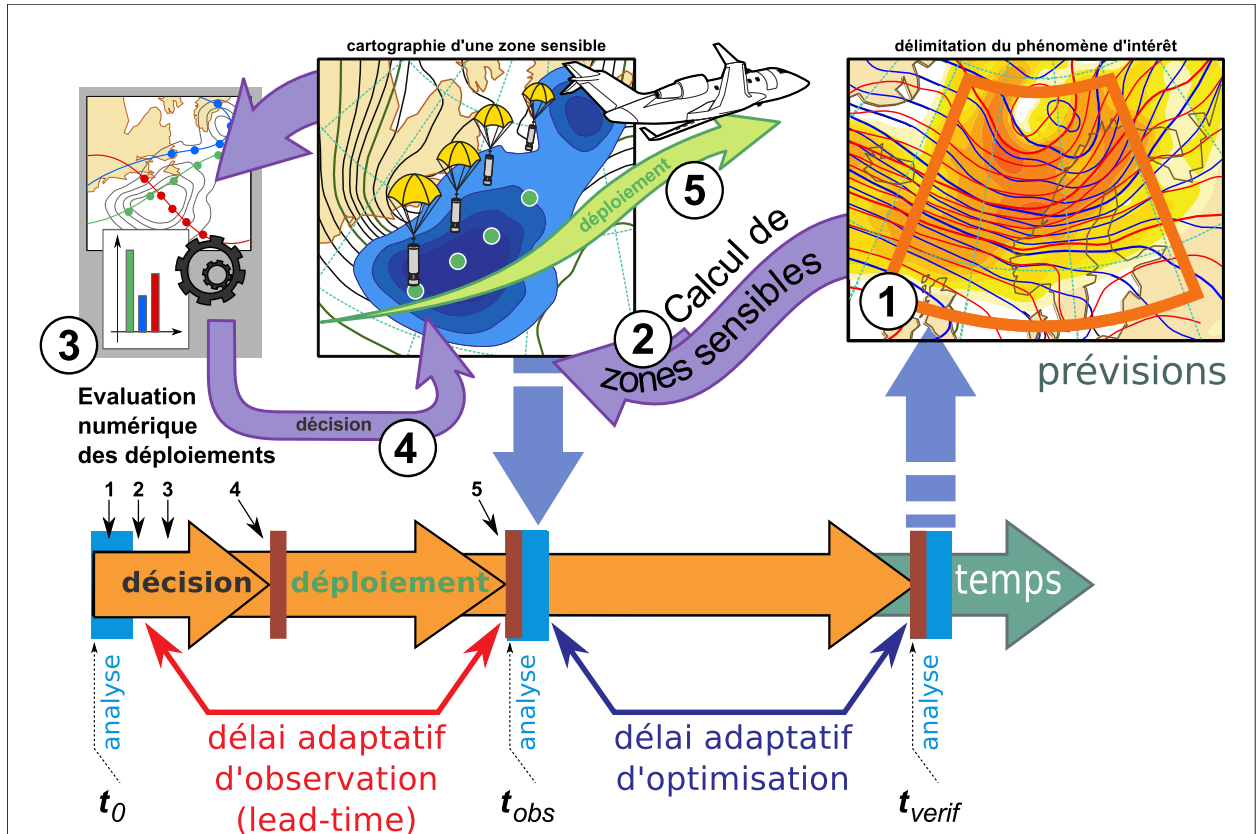 cartographie d'une zone sensible
délimitation du phénomène d'intérêt
déploiement
5
Calcul de
zones sensibles
1
2
3
prévisions
Evaluation
numérique
des déploiements
décision
4
1
2
3
4
5
décision
déploiement
temps
analyse
analyse
analyse
délai adaptatif
d'observation
(lead-time)
délai adaptatif
d'optimisation
t0
tobs
tverif